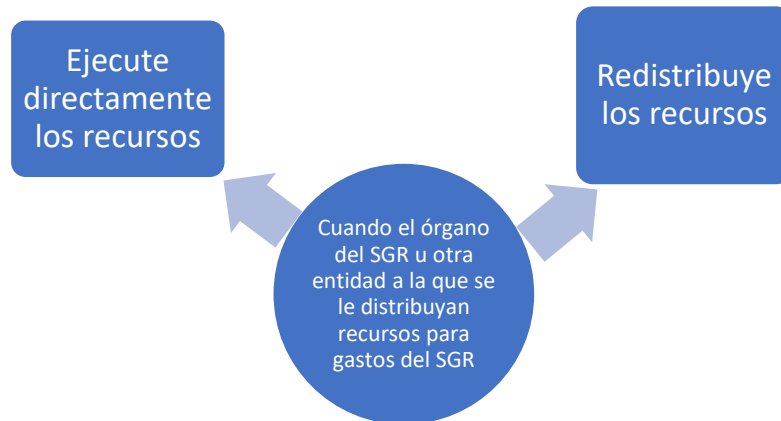 Ejecute
directamente
los recursos
Redistribuye
los recursos
Cuando el órgano
del SGR u otra
entidad a la que se
le distribuyan
recursos para
gastos del SGR